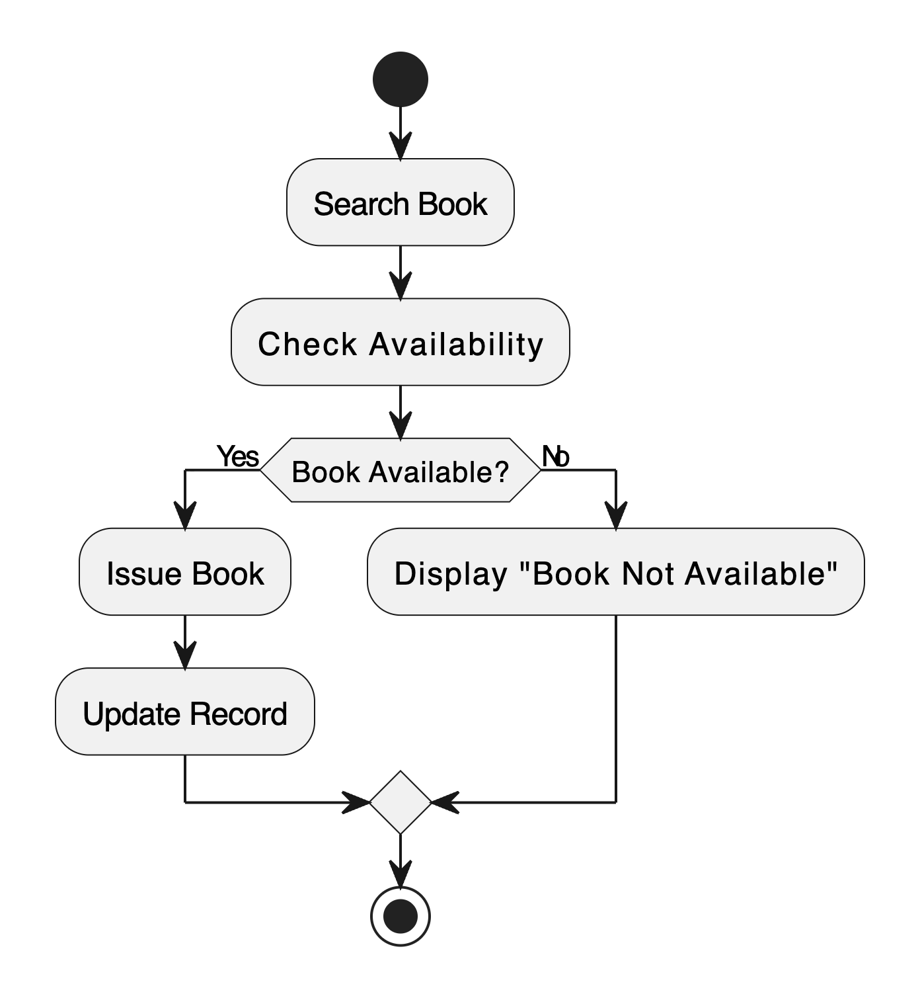 Search Book
Check Availability
Yes
Book Available?
No
Issue Book
Display "Book Not Available"
Update Record